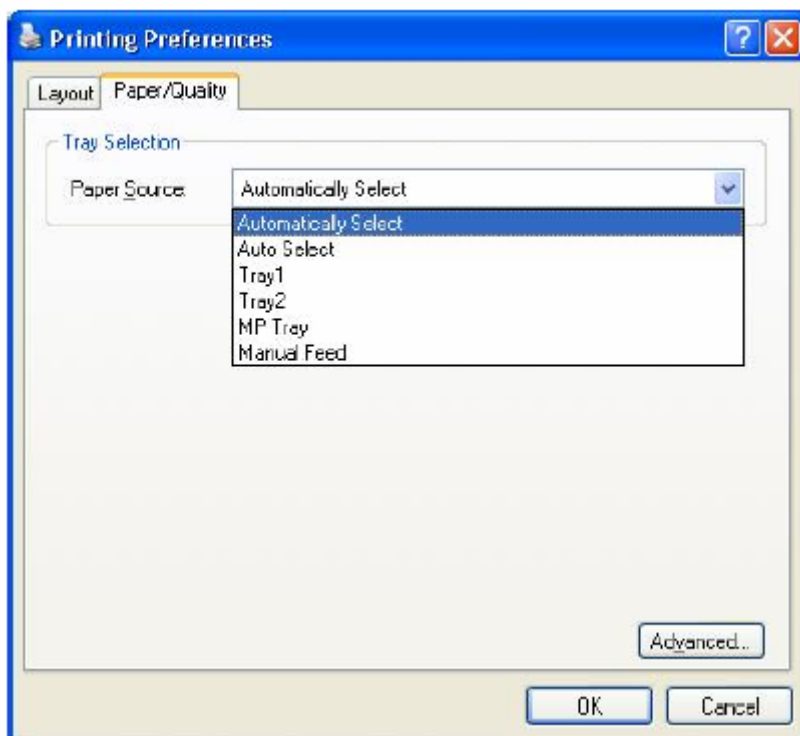 Printing Preferences
Layout Paper/Quality
Tray Selection
Paper Source: Automatically Select
Automatically Select
Auto Select
Tray1
Tray2
MP Tray
Manual Feed
Advanced...
OK Cancel